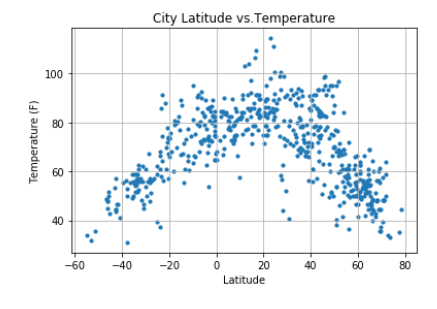 City Latitude vs.Temperature
Temperature (F)
100
80
60
40
−60 −40 −20 0 20 40 60 80
Latitude